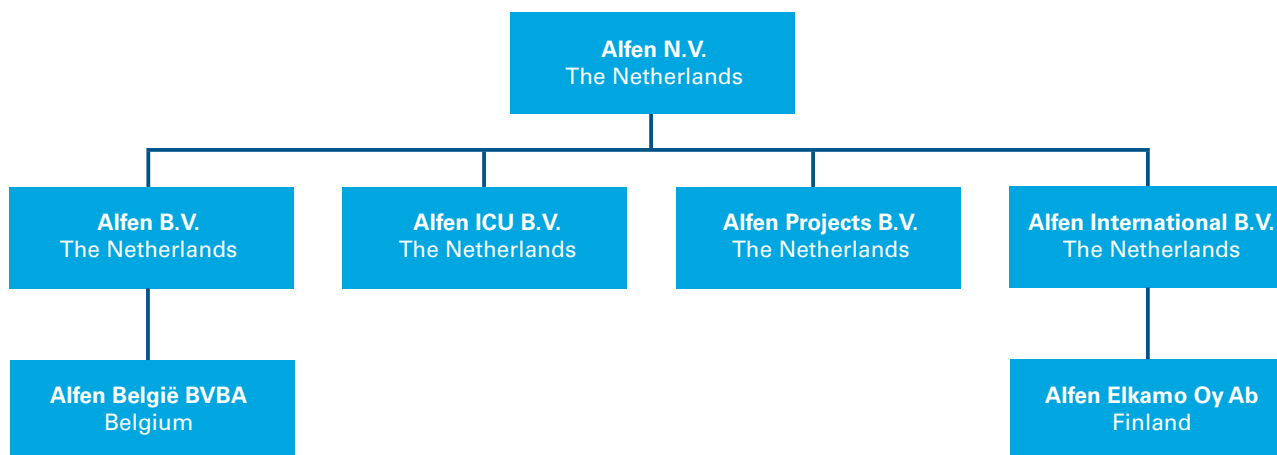 Alfen N.V.
The Netherlands
Alfen B.V.
The Netherlands
Alfen ICU B.V.
The Netherlands
Alfen Projects B.V.
The Netherlands
Alfen International B.V.
The Netherlands
Alfen België BVBA
Belgium
Alfen Elkamo Oy Ab
Finland